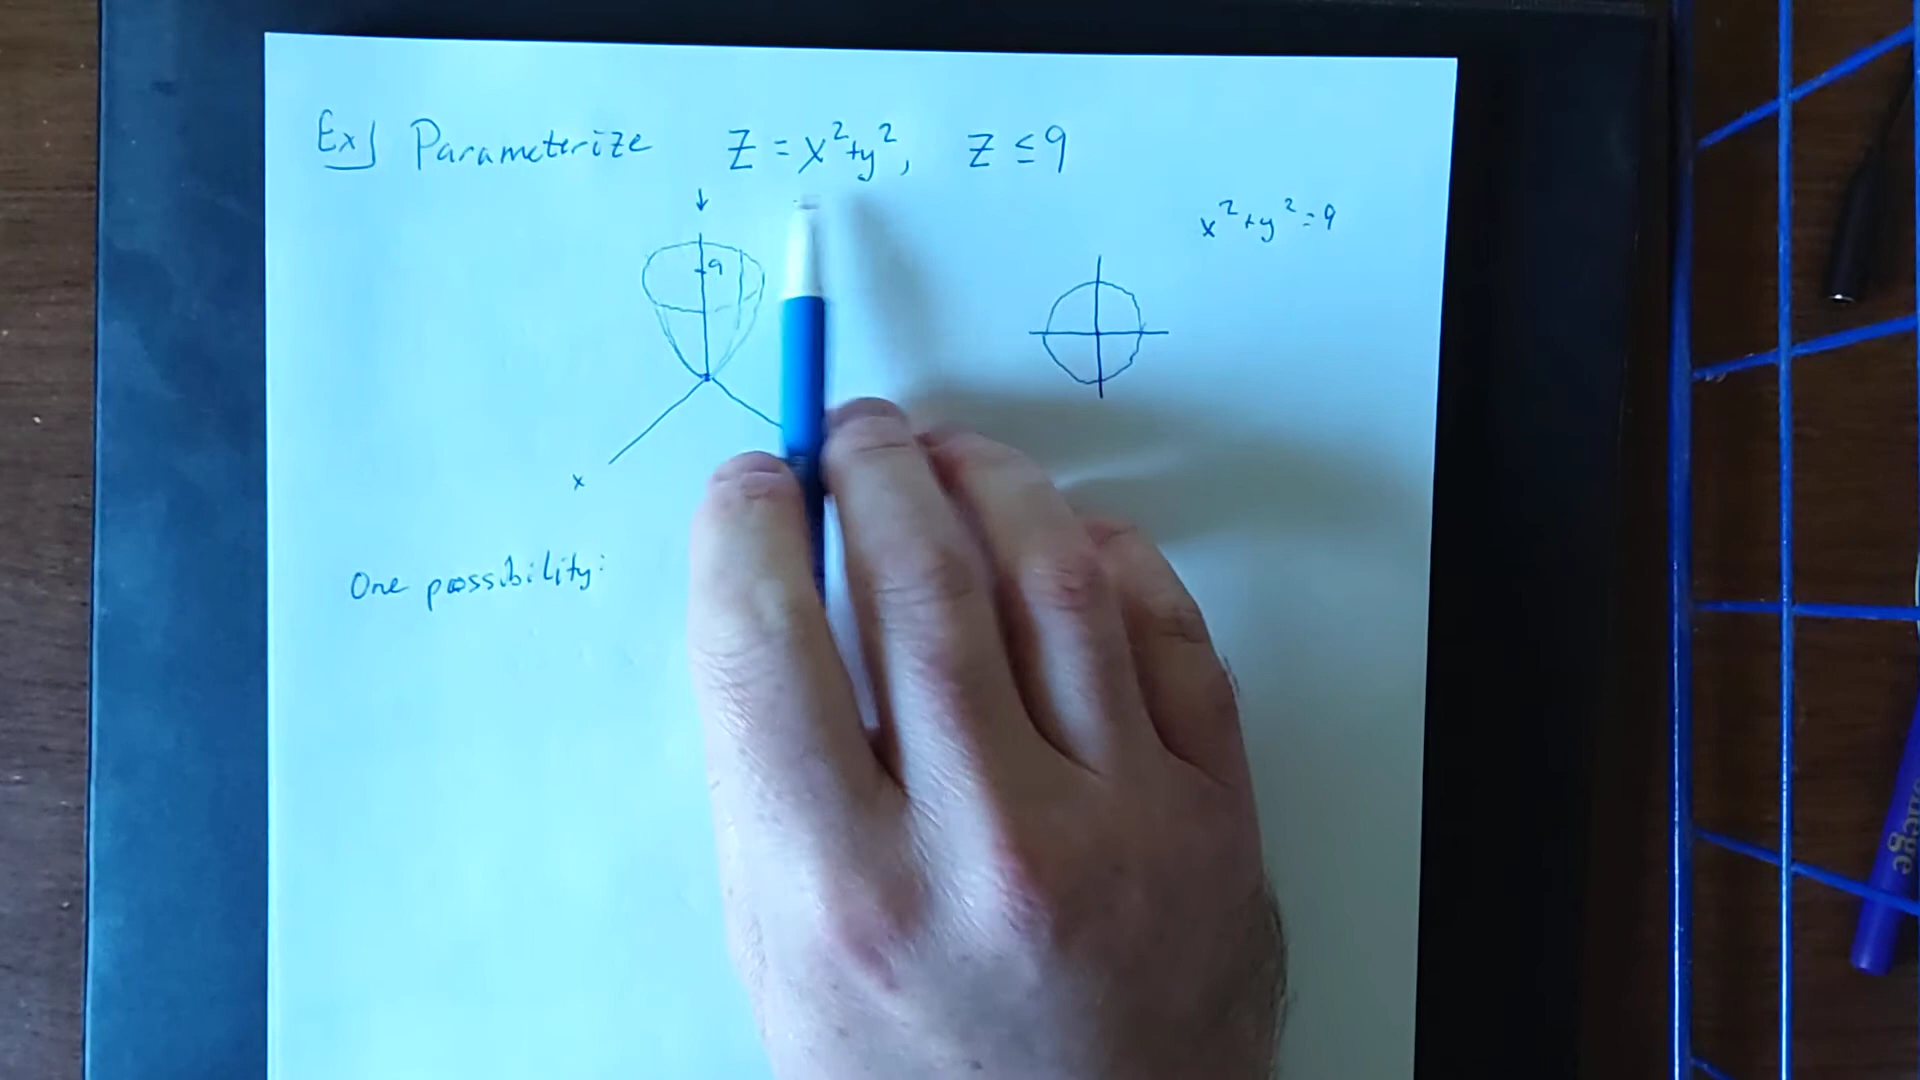 Ex] Parameterize z = x²+y², z ≤ 9
x²+y²=9
9
x
One possibility: